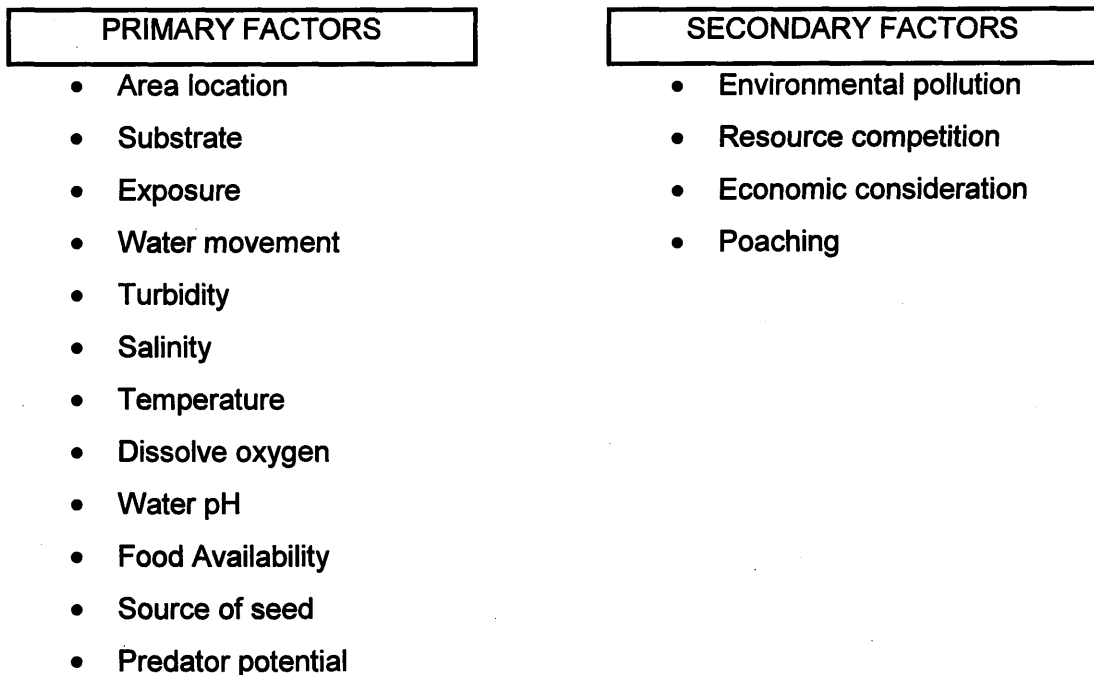 PRIMARY FACTORS
• Area location
• Substrate
• Exposure
• Water movement
• Turbidity
• Salinity
• Temperature
• Dissolve oxygen
• Water pH
• Food Availability
• Source of seed
• Predator potential
SECONDARY FACTORS
• Environmental pollution
• Resource competition
• Economic consideration
• Poaching